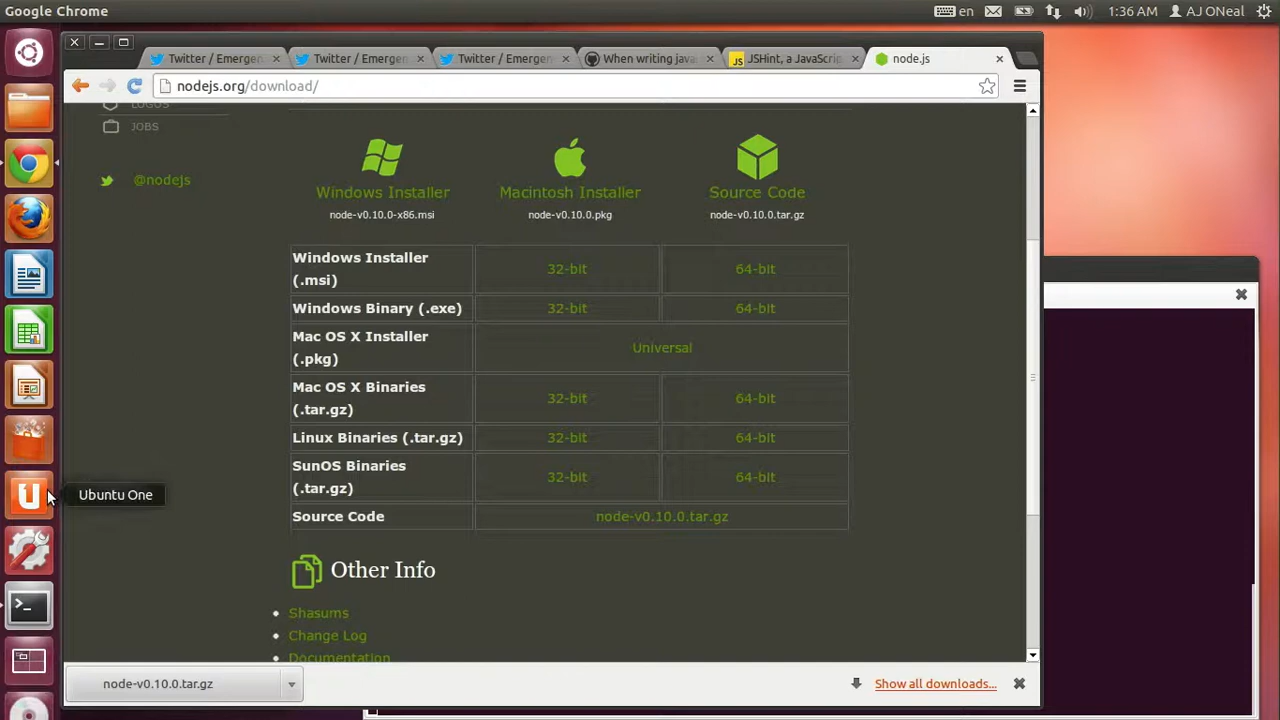 Google Chrome
en
1:36 AM
AJ ONeal
Twitter / Emergen
Twitter / Emergen
Twitter / Emergen
When writing java
JS
JSHint, a JavaScrip
node.js
nodejs.org/download/
LOGOS
JOBS
@nodejs
Windows Installer
Macintosh Installer
Source Code
node-v0.10.0-x86.msi
node-v0.10.0.pkg
node-v0.10.0.tar.gz
Windows Installer
(.msi)
32-bit
64-bit
Windows Binary (.exe)
32-bit
64-bit
Mac OS X Installer
(.pkg)
Universal
Mac OS X Binaries
(.tar.gz)
32-bit
64-bit
Linux Binaries (.tar.gz)
32-bit
64-bit
SunOS Binaries
(.tar.gz)
32-bit
64-bit
Source Code
node-v0.10.0.tar.gz
Ubuntu One
Other Info
Shasums
Change Log
Documentation
node-v0.10.0.tar.gz
Show all downloads...